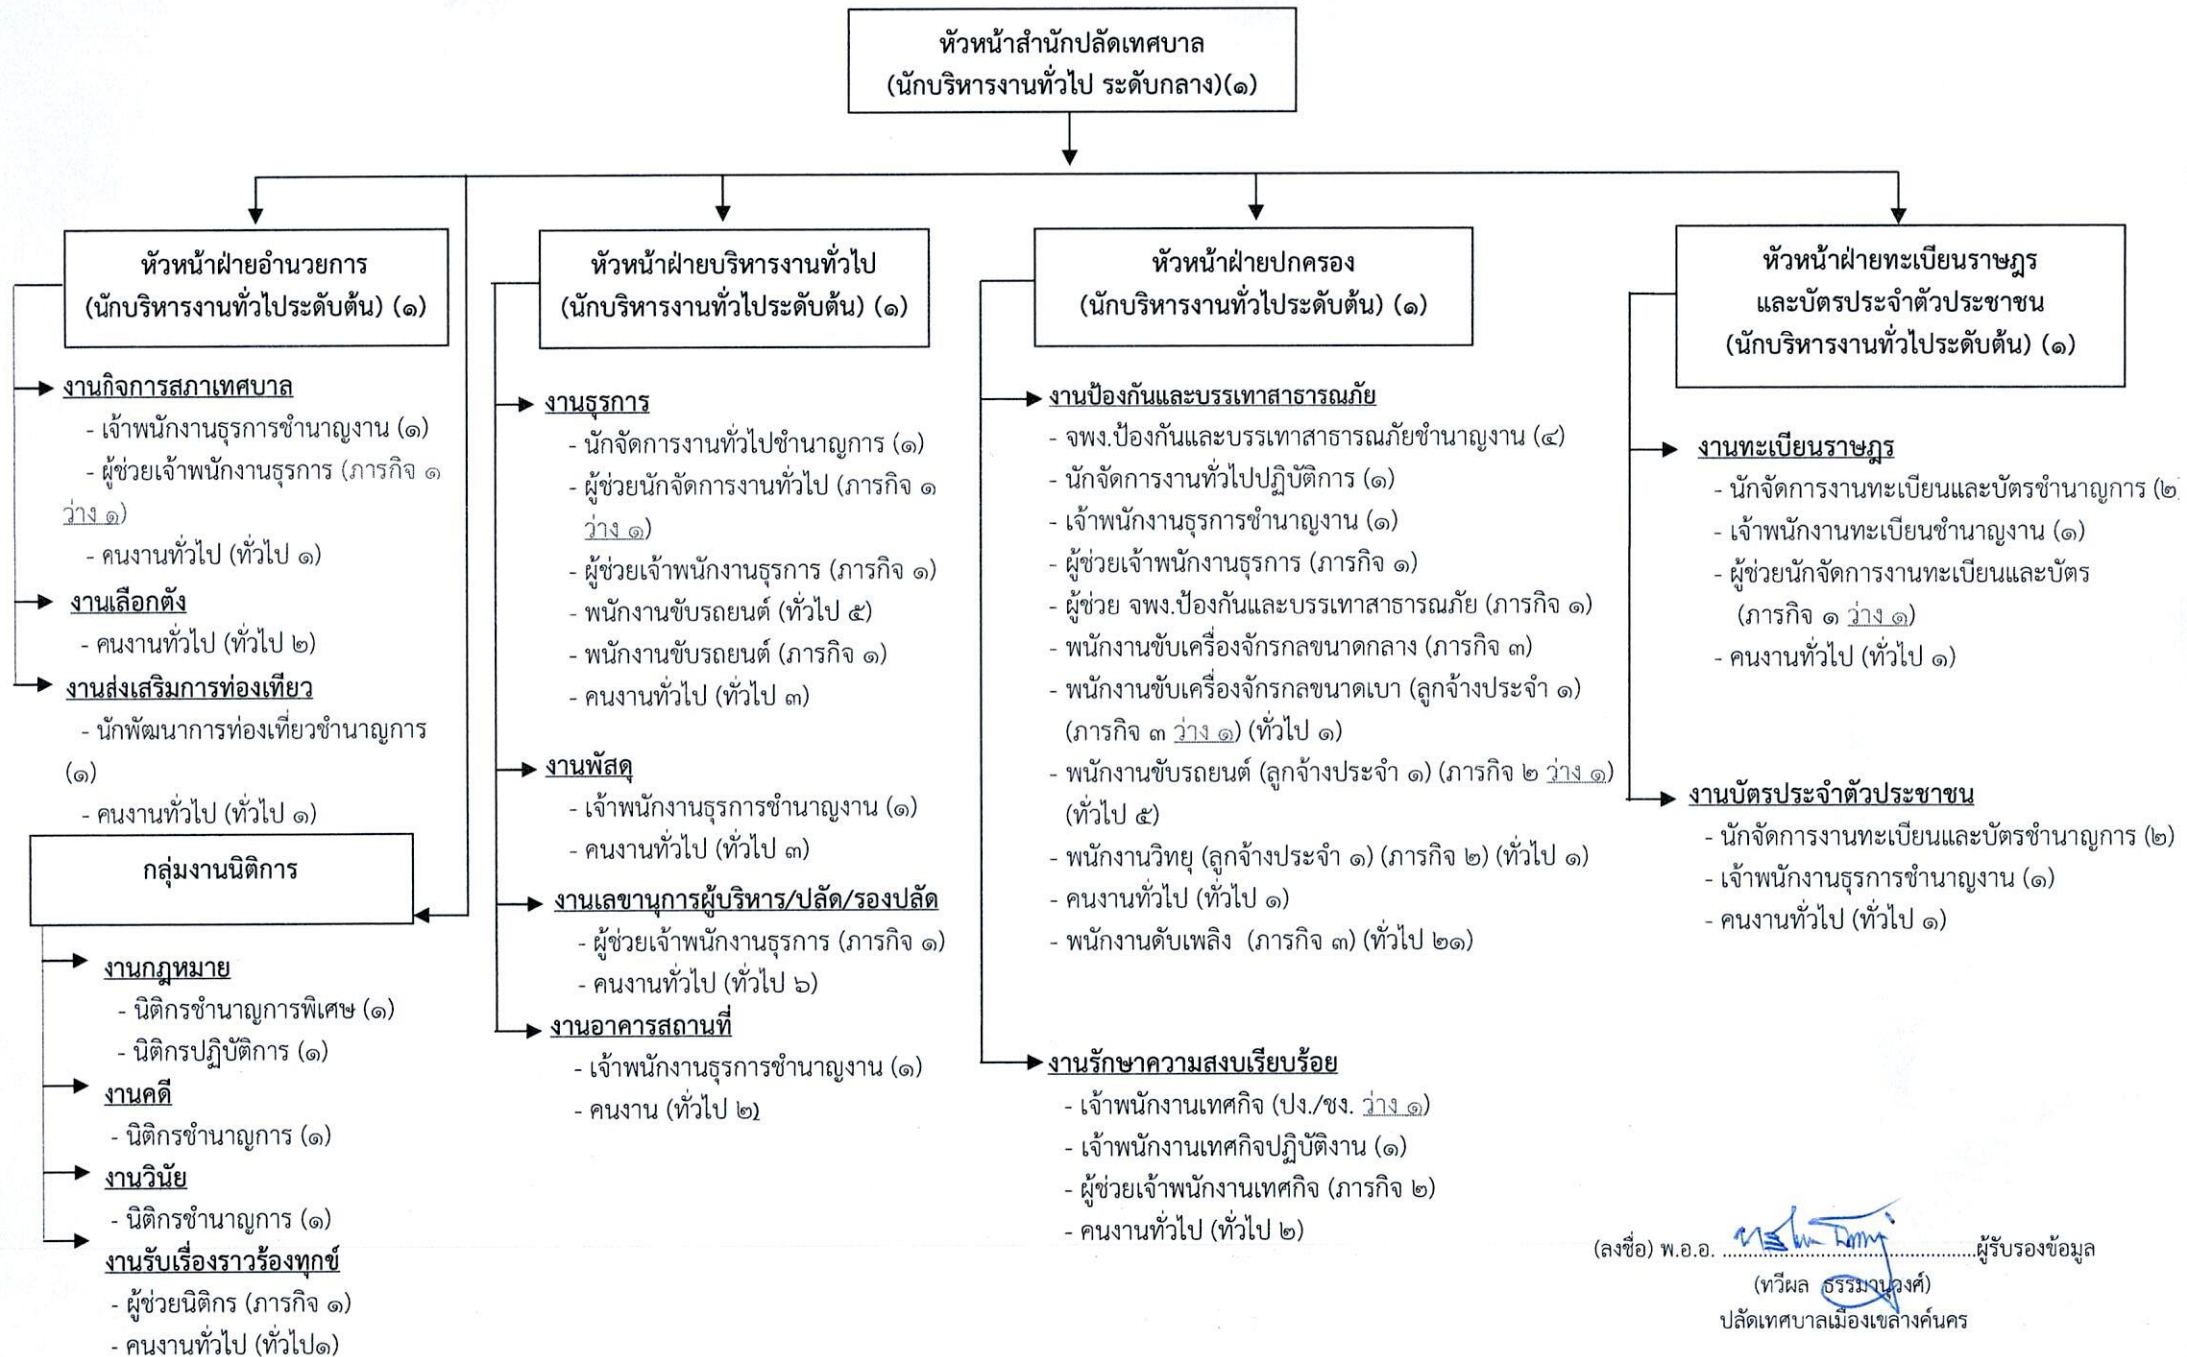 หัวหน้าสำนักปลัดเทศบาล
(นักบริหารงานทั่วไป ระดับกลาง)(๑)
หัวหน้าฝ่ายอำนวยการ
(นักบริหารงานทั่วไประดับต้น) (๑)
งานกิจการสภาเทศบาล
- เจ้าพนักงานธุรการชำนาญงาน (๑)
- ผู้ช่วยเจ้าพนักงานธุรการ (ภารกิจ ๑
ว่าง ๑)
- คนงานทั่วไป (ทั่วไป ๑)
งานเลือกตั้ง
- คนงานทั่วไป (ทั่วไป ๒)
งานส่งเสริมการท่องเที่ยว
- นักพัฒนาการท่องเที่ยวชำนาญการ
(๑)
- คนงานทั่วไป (ทั่วไป ๑)
กลุ่มงานนิติการ
งานกฎหมาย
- นิติกรชำนาญการพิเศษ (๑)
- นิติกรปฏิบัติการ (๑)
งานคดี
- นิติกรชำนาญการ (๑)
งานวินัย
- นิติกรชำนาญการ (๑)
งานรับเรื่องราวร้องทุกข์
- ผู้ช่วยนิติกร (ภารกิจ ๑)
- คนงานทั่วไป (ทั่วไป๑)
หัวหน้าฝ่ายบริหารงานทั่วไป
(นักบริหารงานทั่วไประดับต้น) (๑)
งานธุรการ
- นักจัดการงานทั่วไปชำนาญการ (๑)
- ผู้ช่วยนักจัดการงานทั่วไป (ภารกิจ ๑
ว่าง ๑)
- ผู้ช่วยเจ้าพนักงานธุรการ (ภารกิจ ๑)
- พนักงานขับรถยนต์ (ทั่วไป ๕)
- พนักงานขับรถยนต์ (ภารกิจ ๑)
- คนงานทั่วไป (ทั่วไป ๓)
งานพัสดุ
- เจ้าพนักงานธุรการชำนาญงาน (๑)
- คนงานทั่วไป (ทั่วไป ๓)
งานเลขานุการผู้บริหาร/ปลัด/รองปลัด
- ผู้ช่วยเจ้าพนักงานธุรการ (ภารกิจ ๑)
- คนงานทั่วไป (ทั่วไป ๖)
งานอาคารสถานที่
- เจ้าพนักงานธุรการชำนาญงาน (๑)
- คนงาน (ทั่วไป ๒)
หัวหน้าฝ่ายปกครอง
(นักบริหารงานทั่วไประดับต้น) (๑)
งานป้องกันและบรรเทาสาธารณภัย
- จพง.ป้องกันและบรรเทาสาธารณภัยชำนาญงาน (๔)
- นักจัดการงานทั่วไปปฏิบัติการ (๑)
- เจ้าพนักงานธุรการชำนาญงาน (๑)
- ผู้ช่วยเจ้าพนักงานธุรการ (ภารกิจ ๑)
- ผู้ช่วย จพง.ป้องกันและบรรเทาสาธารณภัย (ภารกิจ ๑)
- พนักงานขับเครื่องจักรกลขนาดกลาง (ภารกิจ ๓)
- พนักงานขับเครื่องจักรกลขนาดเบา (ลูกจ้างประจำ ๑)
(ภารกิจ ๓ ว่าง ๑) (ทั่วไป ๑)
- พนักงานขับรถยนต์ (ลูกจ้างประจำ ๑) (ภารกิจ ๒ ว่าง ๑)
(ทั่วไป ๕)
- พนักงานวิทยุ (ลูกจ้างประจำ ๑) (ภารกิจ ๒) (ทั่วไป ๑)
- คนงานทั่วไป (ทั่วไป ๑)
- พนักงานดับเพลิง (ภารกิจ ๓) (ทั่วไป ๒๑)
งานรักษาความสงบเรียบร้อย
- เจ้าพนักงานเทศกิจ (ปง./ชง. ว่าง ๑)
- เจ้าพนักงานเทศกิจปฏิบัติงาน (๑)
- ผู้ช่วยเจ้าพนักงานเทศกิจ (ภารกิจ ๒)
- คนงานทั่วไป (ทั่วไป ๒)
หัวหน้าฝ่ายทะเบียนราษฎร
และบัตรประจำตัวประชาชน
(นักบริหารงานทั่วไประดับต้น) (๑)
งานทะเบียนราษฎร
- นักจัดการงานทะเบียนและบัตรชำนาญการ (๒
- เจ้าพนักงานทะเบียนชำนาญงาน (๑)
- ผู้ช่วยนักจัดการงานทะเบียนและบัตร
(ภารกิจ ๑ ว่าง ๑)
- คนงานทั่วไป (ทั่วไป ๑)
งานบัตรประจำตัวประชาชน
- นักจัดการงานทะเบียนและบัตรชำนาญการ (๒)
- เจ้าพนักงานธุรการชำนาญงาน (๑)
- คนงานทั่วไป (ทั่วไป ๑)
(ลงชื่อ) พ.อ.อ. ....................ผู้รับรองข้อมูล
(ทวีผล ธรรมานุวงศ์)
ปลัดเทศบาลเมืองเขลางค์นคร